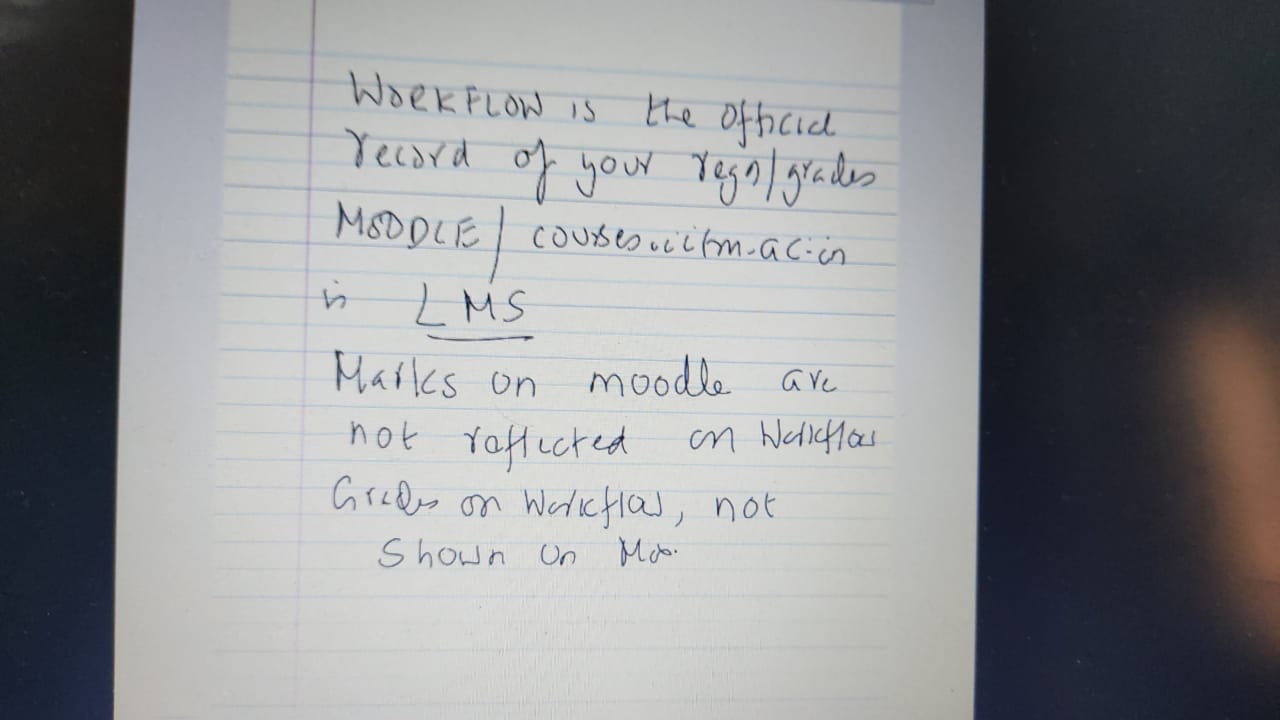 WORKFLOW is the official
record of your regn/grades
MOODLE/ courses.iitm.ac.in
is LMS
Marks on moodle are
not reflected on Workflow
Grades on Workflow, not
shown on Moo.